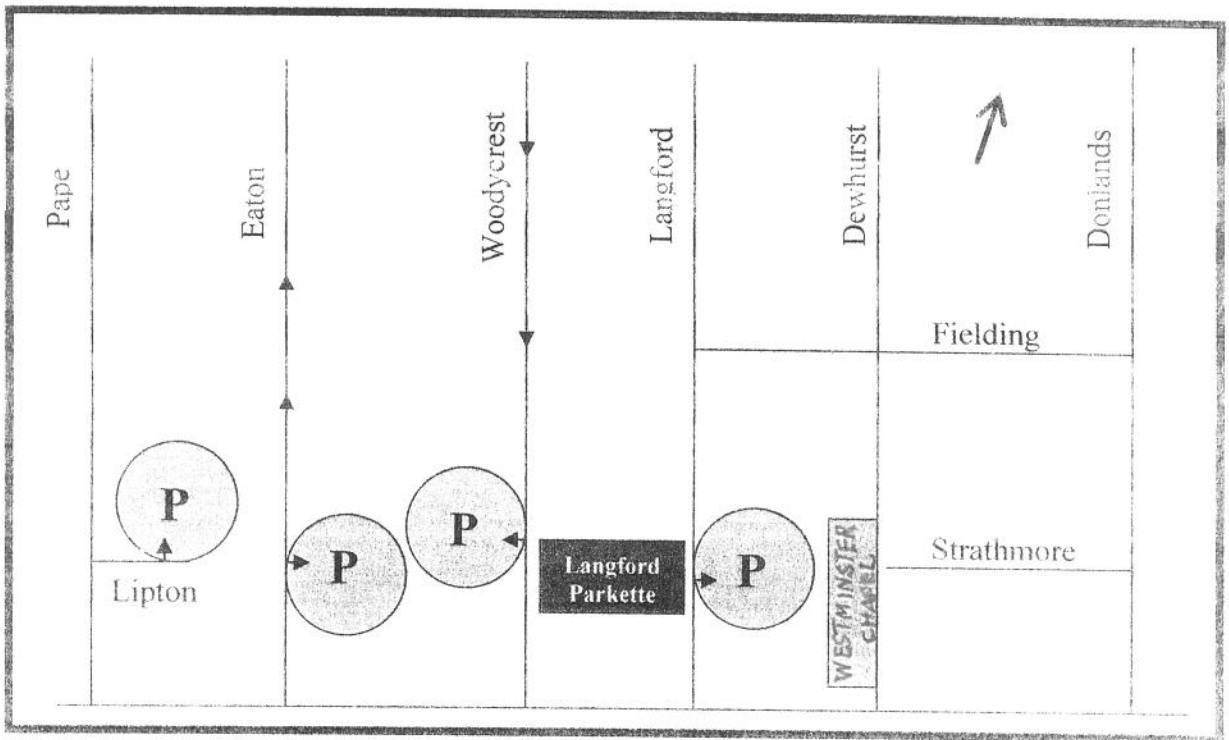 Pape
Eaton
Woodycrest
Langford
Dewhurst
Donlands
Fielding
P
P
P
P
Lipton
Langford
Parkette
WESTMINSTER
CHAPEL
Strathmore